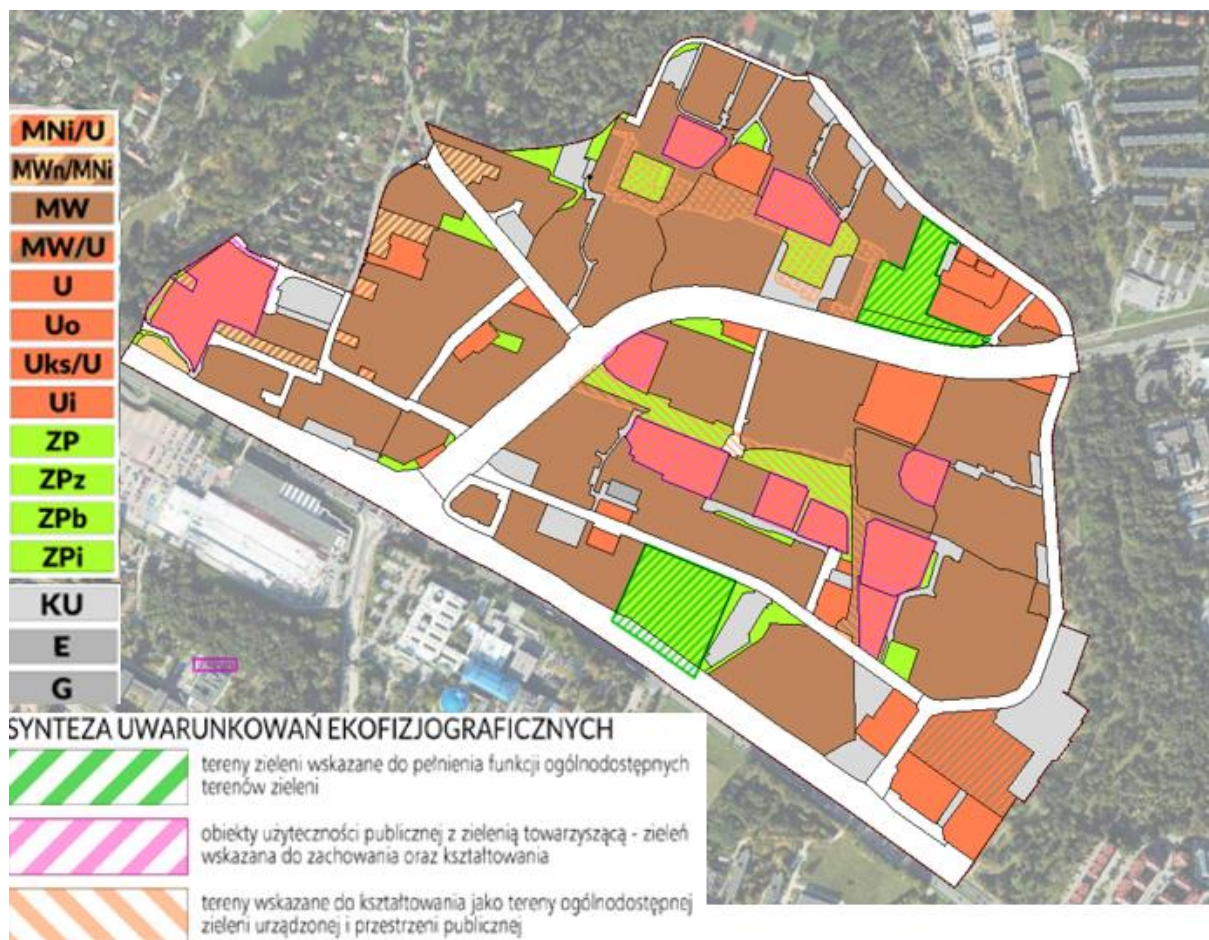 MNi/U
MWn/MNi
MW
MW/U
U
Uo
Uks/U
Ui
ZP
ZPz
ZPb
ZPi
KU
E
G
SYNTEZA UWARUNKOWAŃ EKOFIZJOGRAFICZNYCH
tereny zieleni wskazane do pełnienia funkcji ogólnodostępnych
terenów zieleni
obiekty użyteczności publicznej z zielenią towarzyszącą - zieleń
wskazana do zachowania oraz kształtowania
tereny wskazane do kształtowania jako tereny ogólnodostępnej
zieleni urządzonej i przestrzeni publicznej